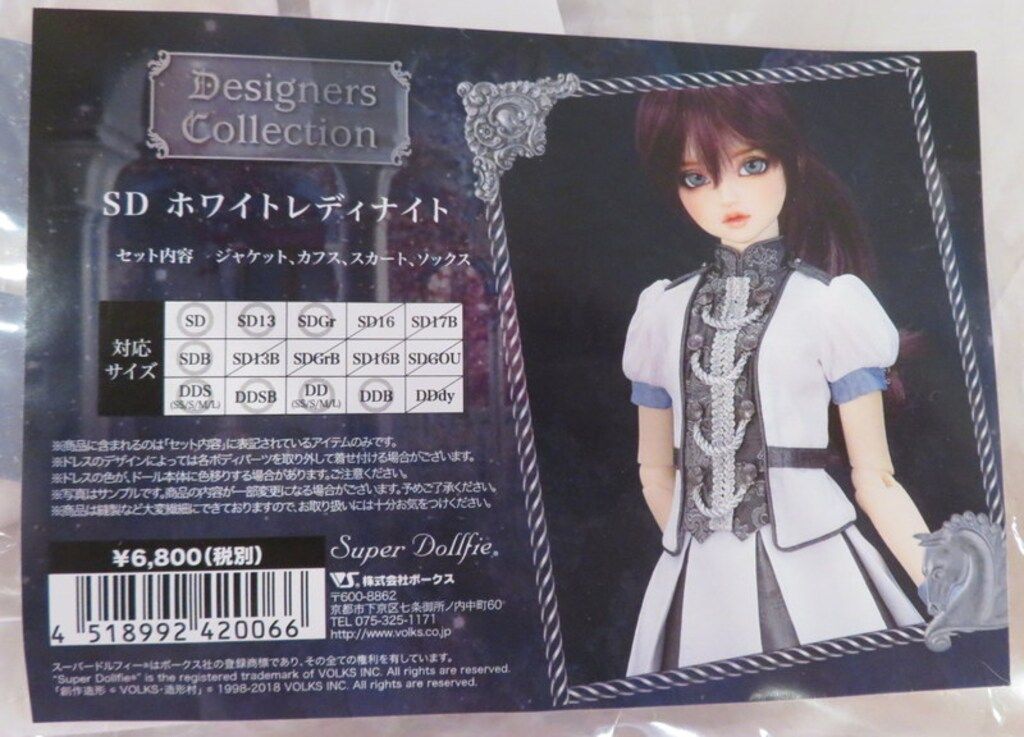 Designers
Collection
SD ホワイトレディナイト
セット内容 ジャケット、カフス、スカート、ソックス
対応
サイズ
SD SD13 SDGr SD16 SD17B
SDB SD13B SDGrB SD16B SDGOU
DDS DDSB DD DDB DDdy
(SS/S/M/L) (SS/S/M/L)
※商品に含まれるのは「セット内容」に表記されているアイテムのみです。
※ドレスのデザインによっては各ボディパーツを取り外して着せ付ける場合がございます。
※ドレスの色が、ドール本体に色移りする場合があります。ご注意ください。
※写真はサンプルです。商品の内容が一部変更になる場合がございます。予めご了承ください。
※商品は縫製など大変繊細にできておりますので、お取り扱いには十分お気をつけください。
¥6,800(税別)
4 518992 420066
Super Dollfie®
VS. 株式会社ボークス
〒600-8862
京都市下京区七条御所ノ内中町60
TEL 075-325-1171
http://www.volks.co.jp
スーパードルフィー®はボークス社の登録商標であり、その全ての権利を有しています。
"Super Dollfie®" is the registered trademark of VOLKS INC. All rights are reserved.
「創作造形 © VOLKS・造形村」© 1998-2018 VOLKS INC. All rights are reserved.